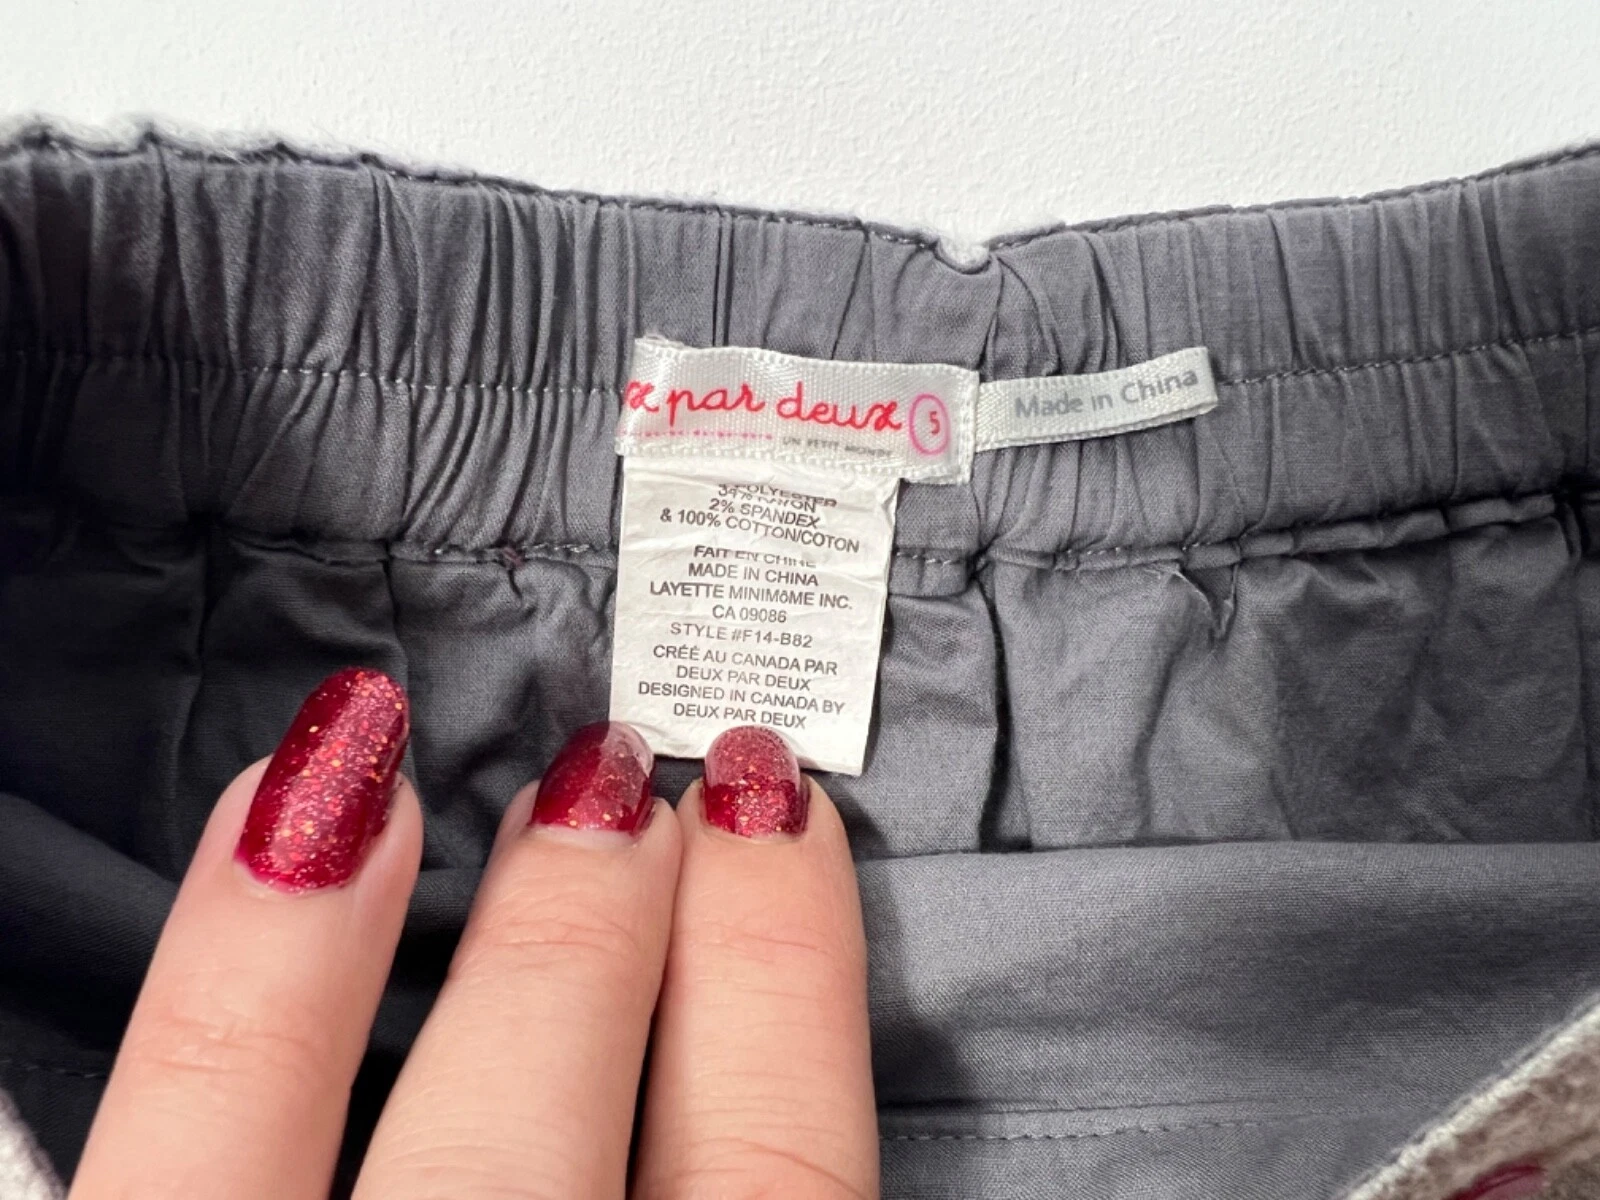 par deux 5
UN PETIT MONDE
Made in China
POLYESTER
34%
2% SPANDEX
& 100% COTTON/COTON
FAIT EN CHINE
MADE IN CHINA
LAYETTE MINIMÔME INC.
CA 09086
STYLE #F14-B82
CRÉÉ AU CANADA PAR
DEUX PAR DEUX
DESIGNED IN CANADA BY
DEUX PAR DEUX